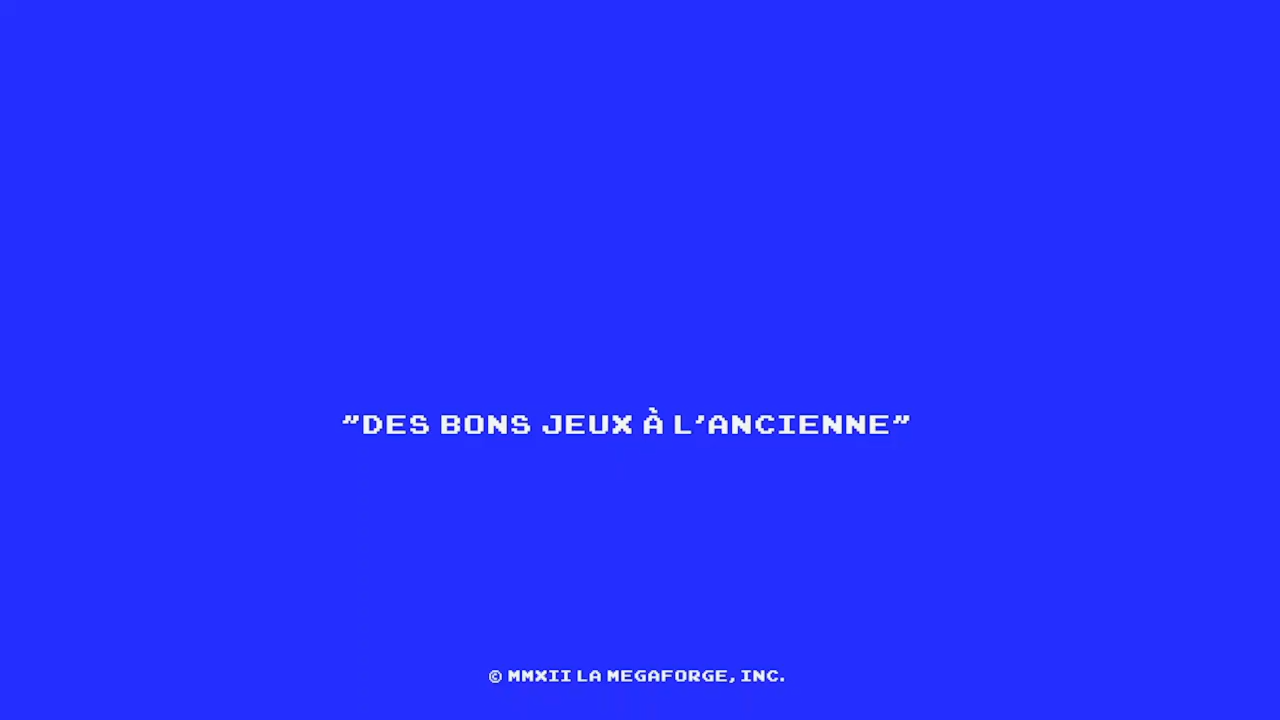 "DES BONS JEUX À L'ANCIENNE"
© MMXII LA MEGAFORGE, INC.